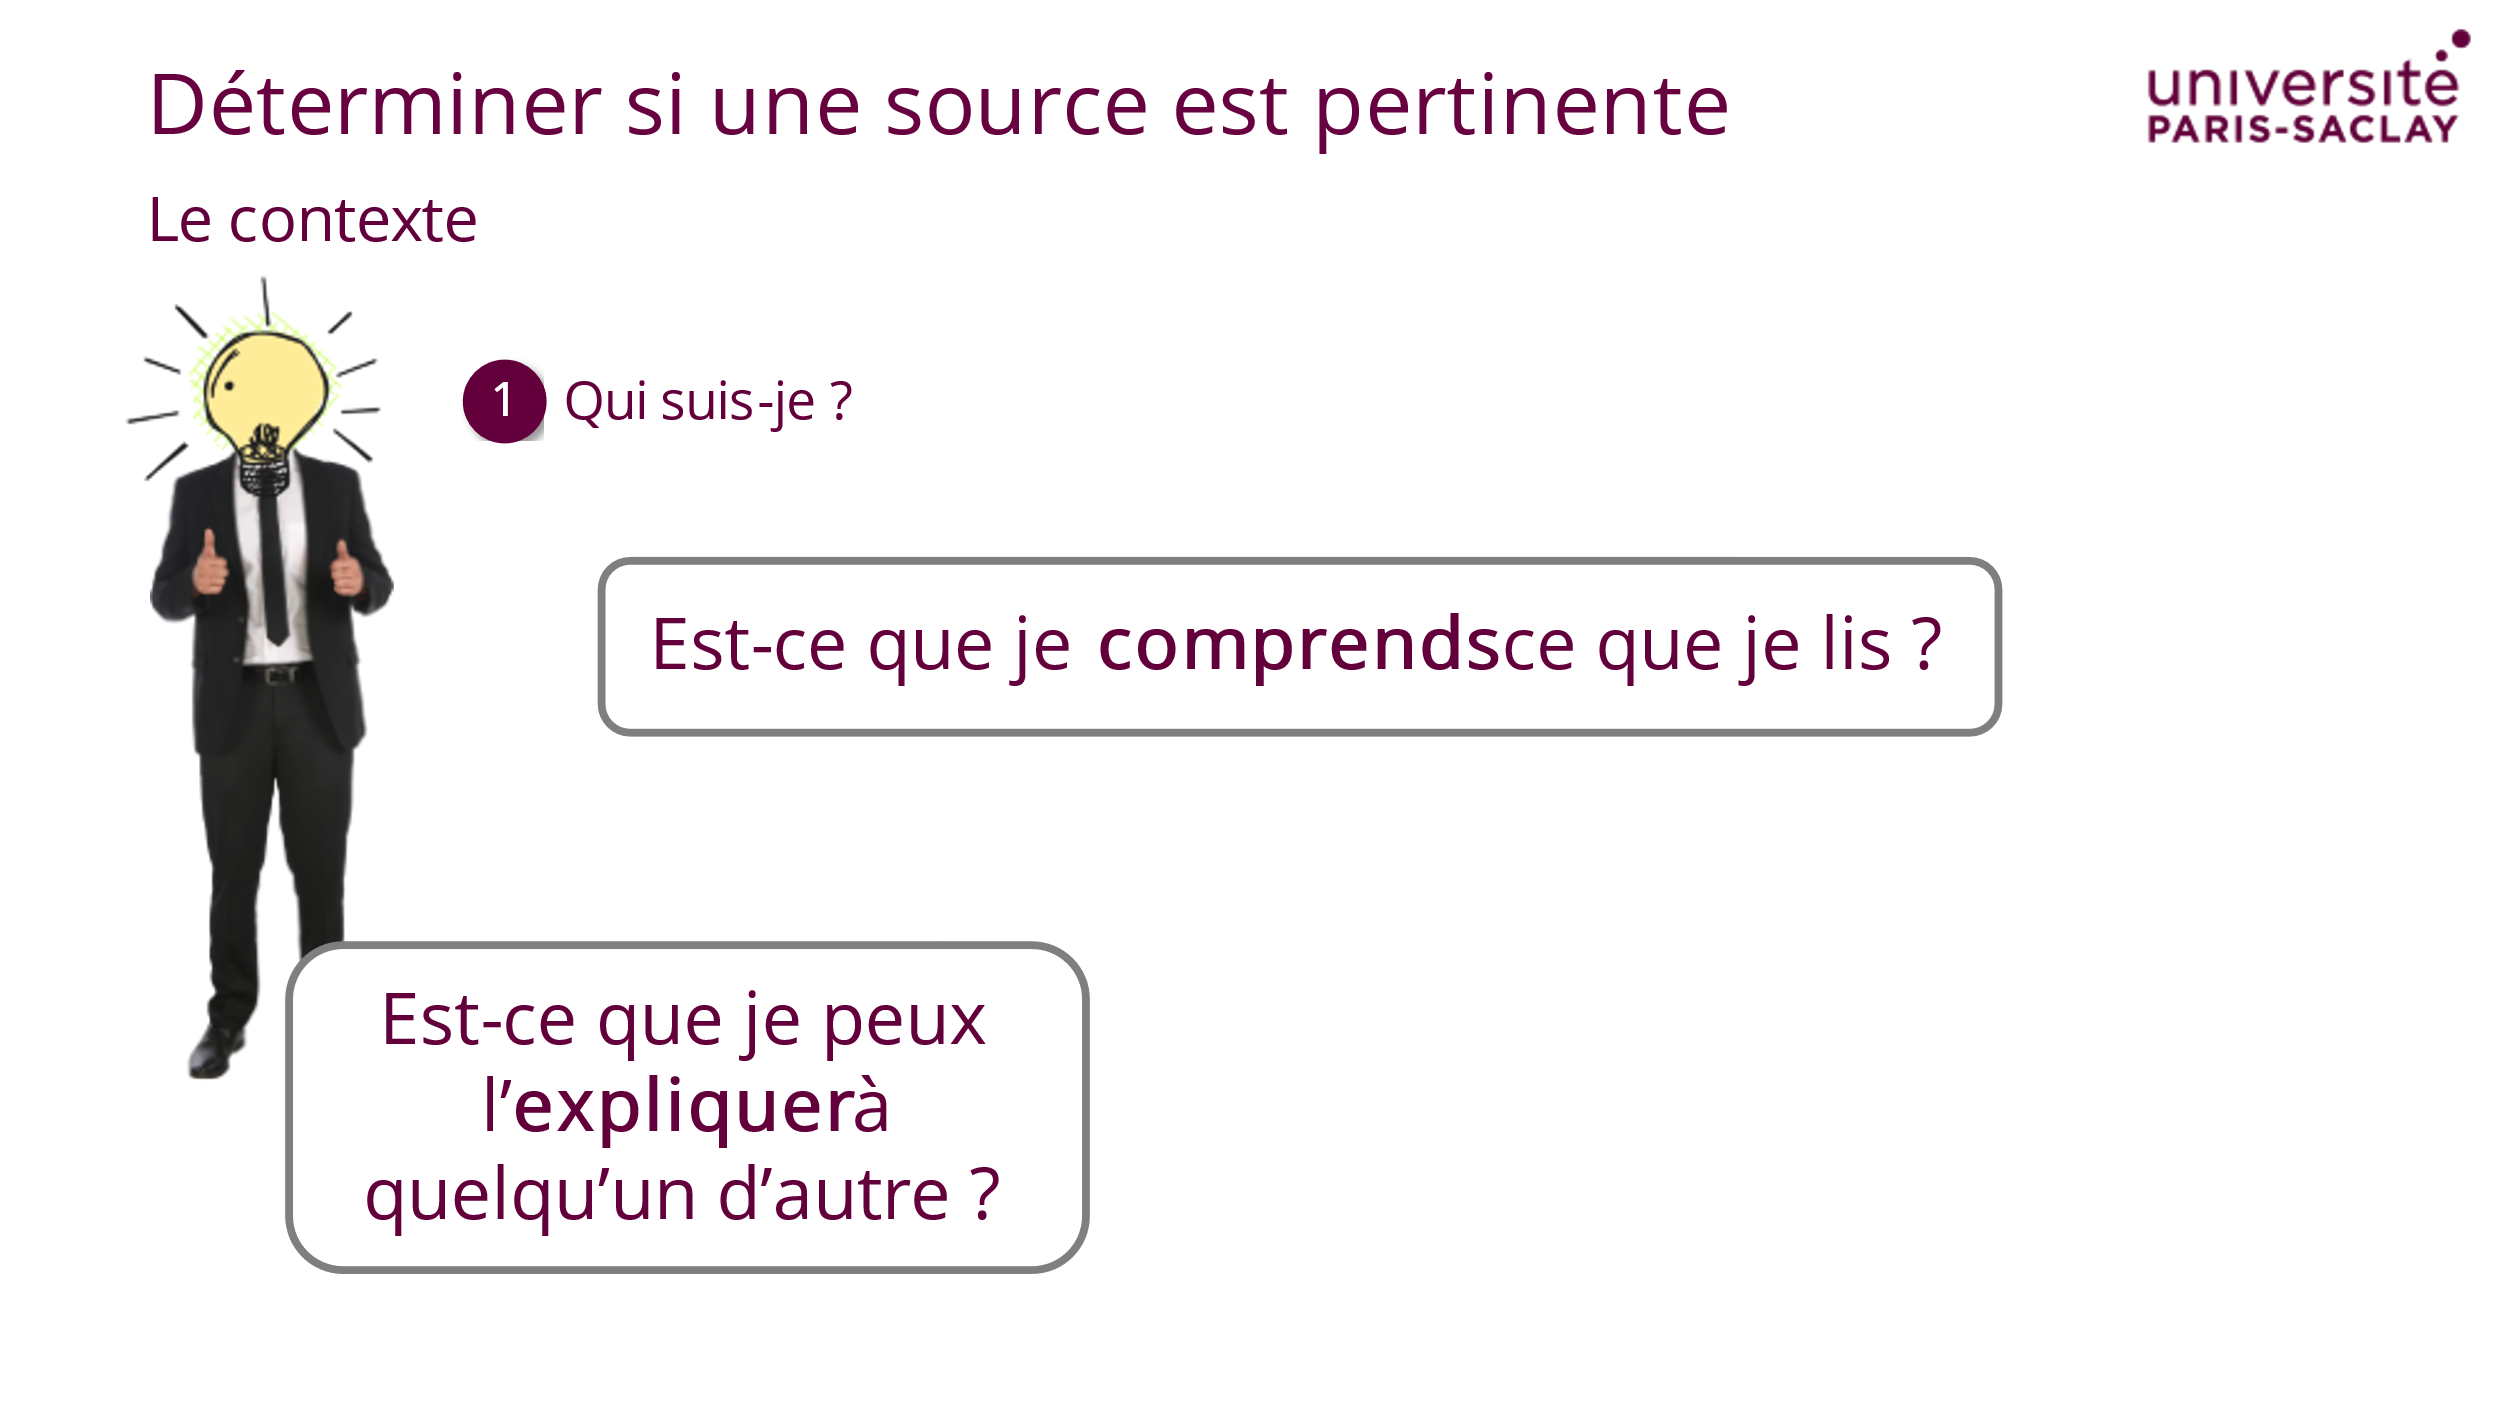 Déterminer si une source est pertinente
université
PARIS-SACLAY
Le contexte
1 Qui suis-je ?
Est-ce que je comprendsce que je lis ?
Est-ce que je peux
l’expliquerà
quelqu’un d’autre ?